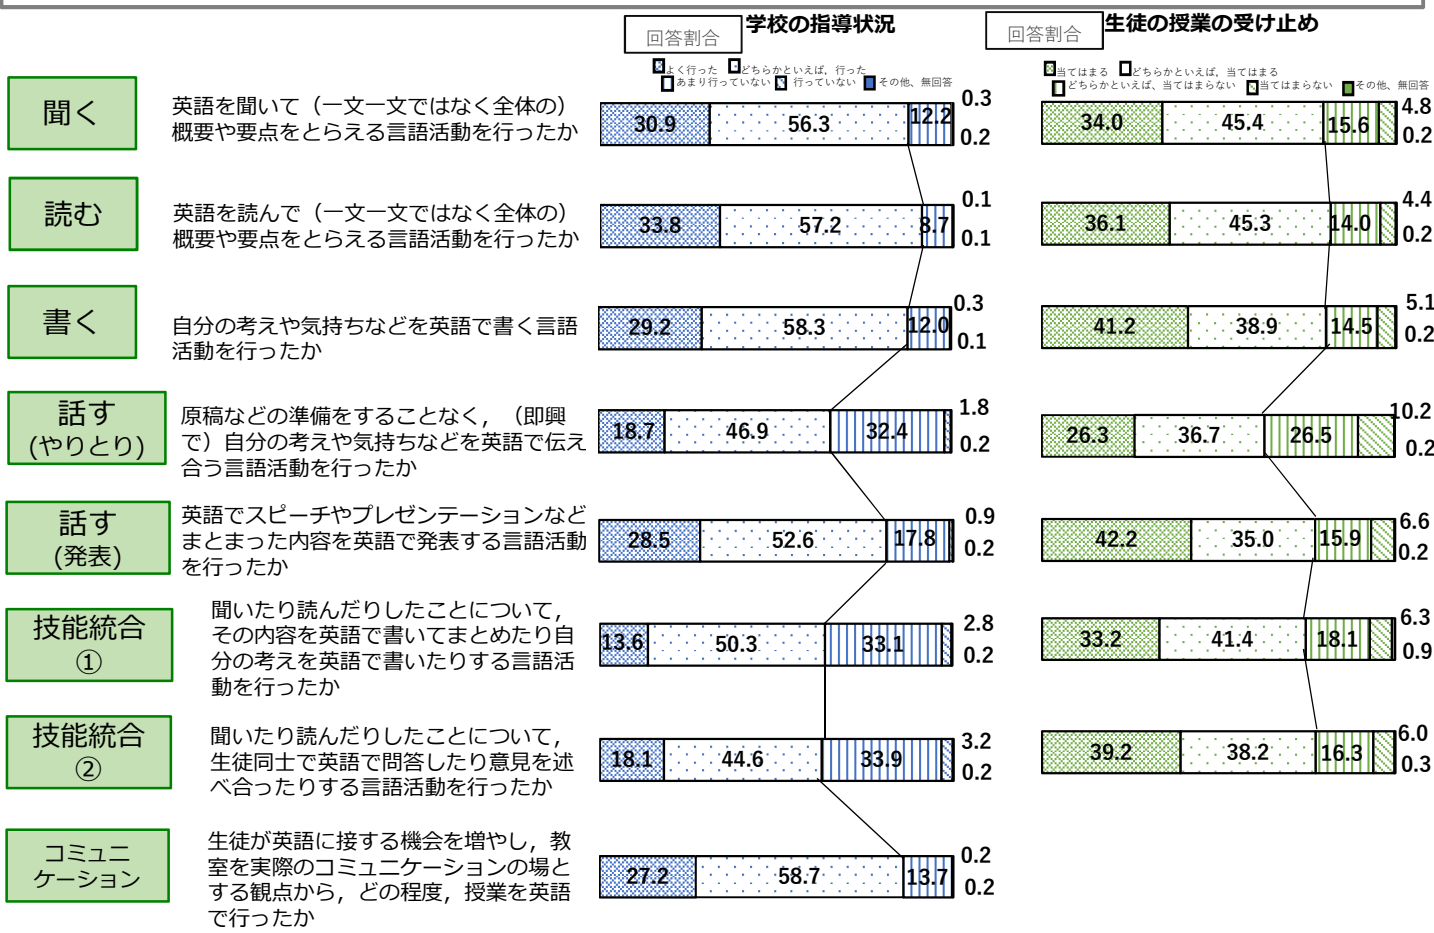 回答割合 学校の指導状況
よく行った どちらかといえば，行った
あまり行っていない 行っていない その他、無回答
回答割合 生徒の授業の受け止め
当てはまる どちらかといえば，当てはまる
どちらかといえば、当てはまらない 当てはまらない その他、無回答
聞く
英語を聞いて（一文一文ではなく全体の）
概要や要点をとらえる言語活動を行ったか
30.9 56.3 12.2 0.3
0.2
34.0 45.4 15.6 4.8
0.2
読む
英語を読んで（一文一文ではなく全体の）
概要や要点をとらえる言語活動を行ったか
33.8 57.2 8.7 0.1
0.1
36.1 45.3 14.0 4.4
0.2
書く
自分の考えや気持ちなどを英語で書く言語
活動を行ったか
29.2 58.3 12.0 0.3
0.1
41.2 38.9 14.5 5.1
0.2
話す
(やりとり)
原稿などの準備をすることなく，（即興
で）自分の考えや気持ちなどを英語で伝え
合う言語活動を行ったか
18.7 46.9 32.4 1.8
0.2
26.3 36.7 26.5 10.2
0.2
話す
(発表)
英語でスピーチやプレゼンテーションなど
まとまった内容を英語で発表する言語活動
を行ったか
28.5 52.6 17.8 0.9
0.2
42.2 35.0 15.9 6.6
0.2
技能統合
①
聞いたり読んだりしたことについて，
その内容を英語で書いてまとめたり自
分の考えを英語で書いたりする言語活
動を行ったか
13.6 50.3 33.1 2.8
0.2
33.2 41.4 18.1 6.3
0.9
技能統合
②
聞いたり読んだりしたことについて，
生徒同士で英語で問答したり意見を述
べ合ったりする言語活動を行ったか
18.1 44.6 33.9 3.2
0.2
39.2 38.2 16.3 6.0
0.3
コミュニ
ケーション
生徒が英語に接する機会を増やし，教
室を実際のコミュニケーションの場と
する観点から，どの程度，授業を英語
で行ったか
27.2 58.7 13.7 0.2
0.2